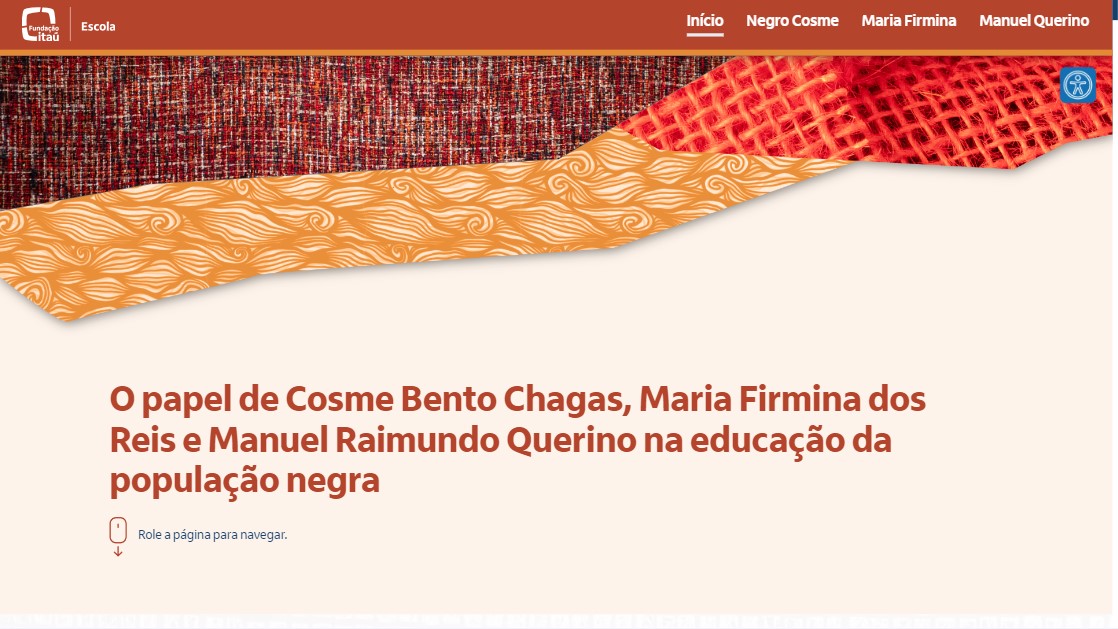 Fundação
itaú
Escola
Início
Negro Cosme
Maria Firmina
Manuel Querino
O papel de Cosme Bento Chagas, Maria Firmina dos
Reis e Manuel Raimundo Querino na educação da
população negra
Role a página para navegar.